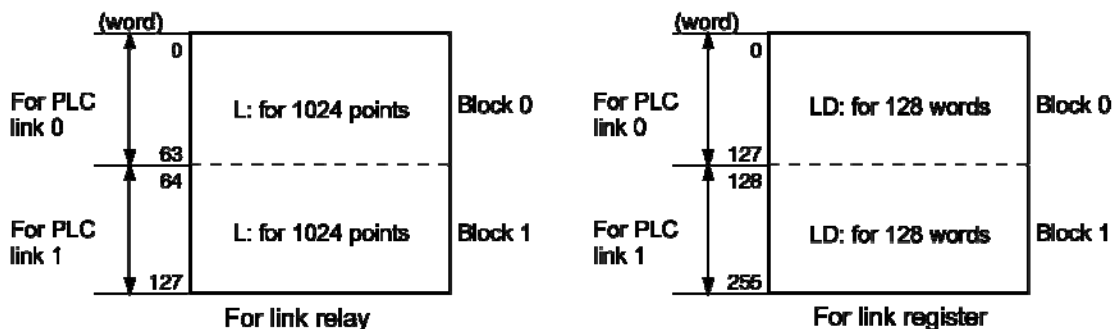 (word)
0
For PLC
link 0
L: for 1024 points
Block 0
63
64
For PLC
link 1
L: for 1024 points
Block 1
127
For link relay
(word)
0
For PLC
link 0
LD: for 128 words
Block 0
127
128
For PLC
link 1
LD: for 128 words
Block 1
255
For link register